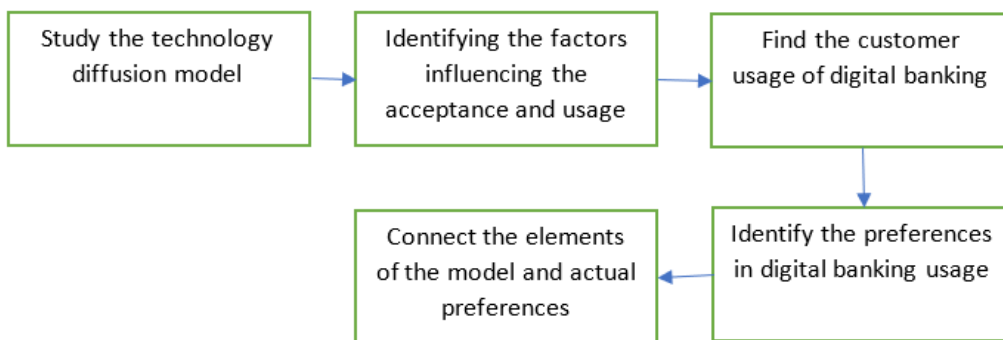 Study the technology
diffusion model
Identifying the factors
influencing the
acceptance and usage
Find the customer
usage of digital banking
Identify the preferences
in digital banking usage
Connect the elements
of the model and actual
preferences